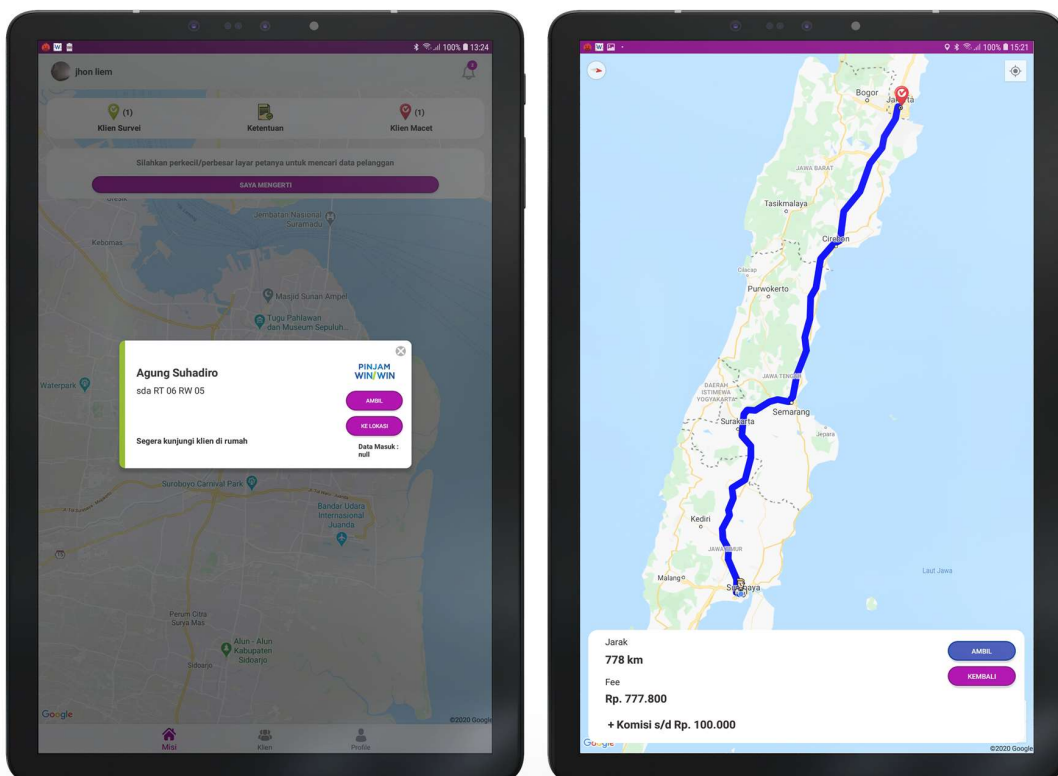 100% 13:24
jhon liem
(1)
Klien Survei
Ketentuan
(1)
Klien Macet
Silahkan perkecil/perbesar layar petanya untuk mencari data pelanggan
SAYA MENGERTI
Gresik
Jembatan Nasional
Suramadu
Kebomas
Masjid Sunan Ampel
Tugu Pahlawan
dan Museum Sepuluh...
Waterpark
Agung Suhadiro
sda RT 06 RW 05
Segera kunjungi klien di rumah
PINJAM
WIN/WIN
AMBIL
KE LOKASI
Data Masuk :
null
Suroboyo Carnival Park
Bandar Udara
Internasional
Juanda
Perum Citra
Surya Mas
Alun - Alun
Kabupaten
Sidoarjo
Sidoarjo
Google
©2020 Google
Misi
Klien
Profile
100% 15:21
Bogor
Jakarta
JAWA BARAT
Tasikmalaya
Cirebon
Cilacap
Purwokerto
JAWA TENGAH
DAERAH
ISTIMEWA
YOGYAKARTA
Semarang
Surakarta
Jepara
Kediri
JAWA TIMUR
Malang
Surabaya
Laut Jawa
Jarak
778 km
Fee
Rp. 777.800
+ Komisi s/d Rp. 100.000
AMBIL
KEMBALI
Google
©2020 Google